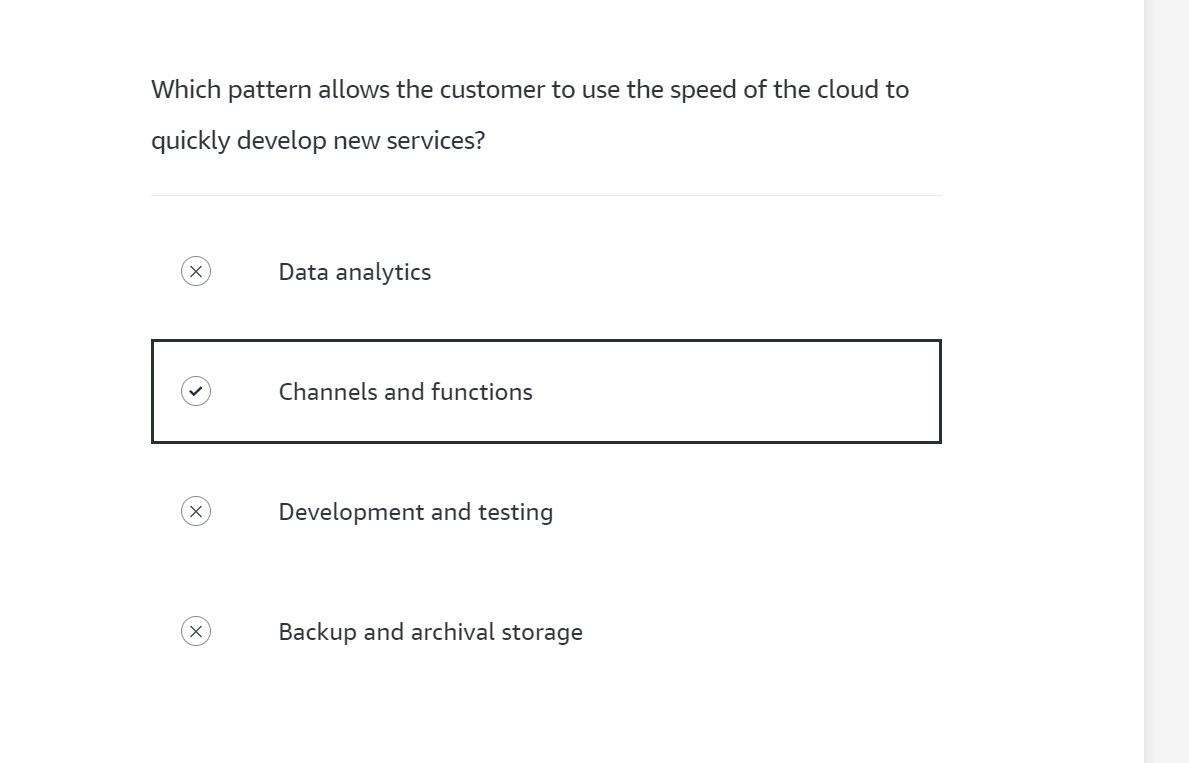 Which pattern allows the customer to use the speed of the cloud to
quickly develop new services?
Data analytics
Channels and functions
Development and testing
Backup and archival storage